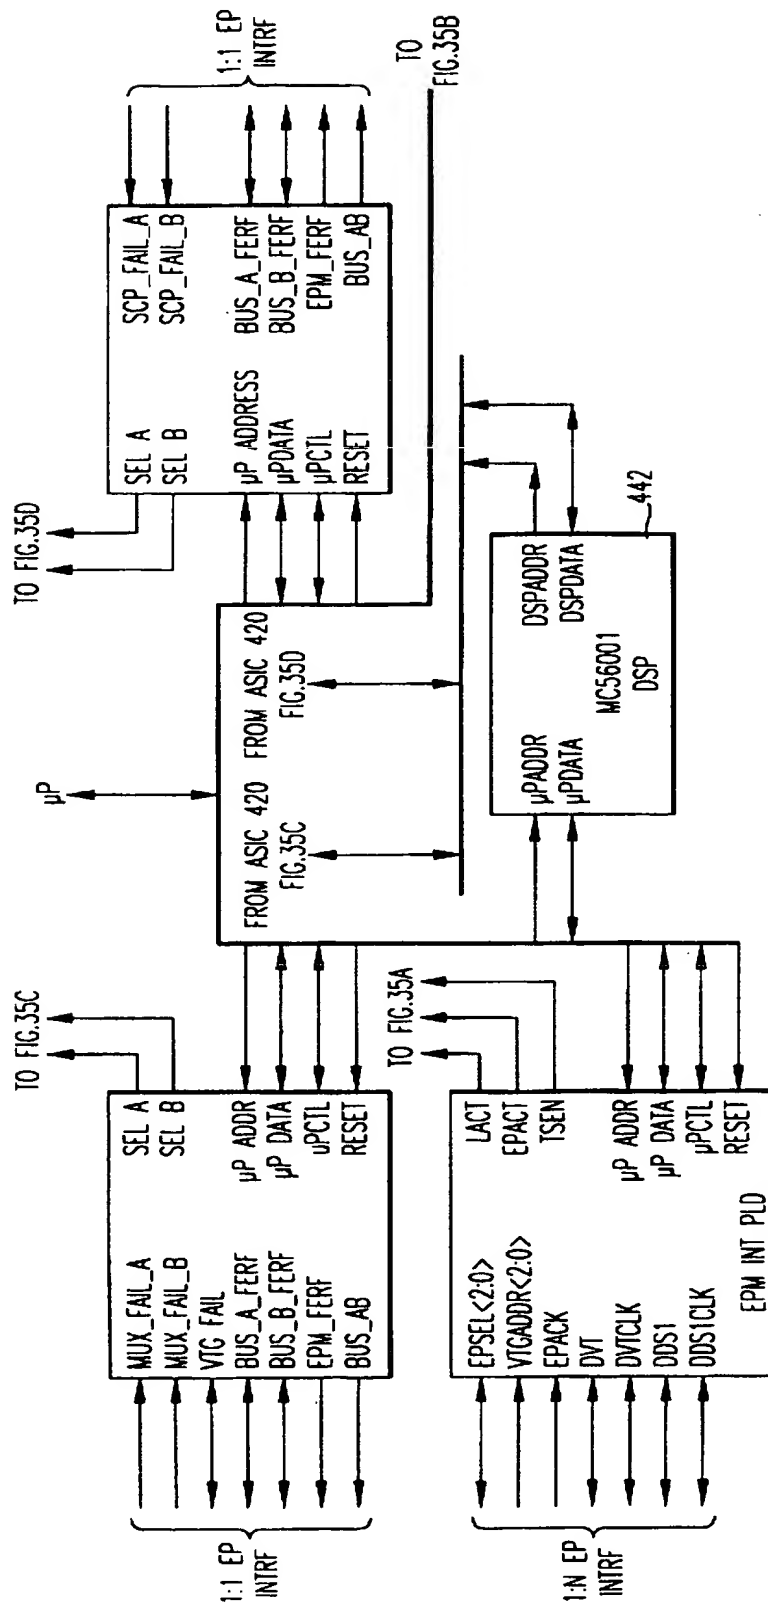 1:1 EP
INTRF
MUX_FAIL_A
MUX_FAIL_B
VTG FAIL
BUS_A_FERF
BUS_B_FERF
EPM_FERF
BUS_AB
SEL A
SEL B
µP ADDR
µP DATA
υPCTL
RESET
TO FIG.35C
1:N EP
INTRF
EPSEL<2:0>
VTGADDR<2:0>
EPACK
DVT
DVTCLK
DDS1
DDS1CLK
LACT
EPACT
TSEN
µP ADDR
µP DATA
µPCTL
RESET
EPM INT PLD
TO FIG.35A
µP
FROM ASIC 420
FIG.35C
FROM ASIC 420
FIG.35D
µPADDR
µPDATA
MC56001
DSP
DSPADDR
DSPDATA
442
TO FIG.35D
SEL A
SEL B
µP ADDRESS
µPDATA
µPCTL
RESET
SCP_FAIL_A
SCP_FAIL_B
BUS_A_FERF
BUS_B_FERF
EPM_FERF
BUS_AB
1:1 EP
INTRF
TO
FIG.35B